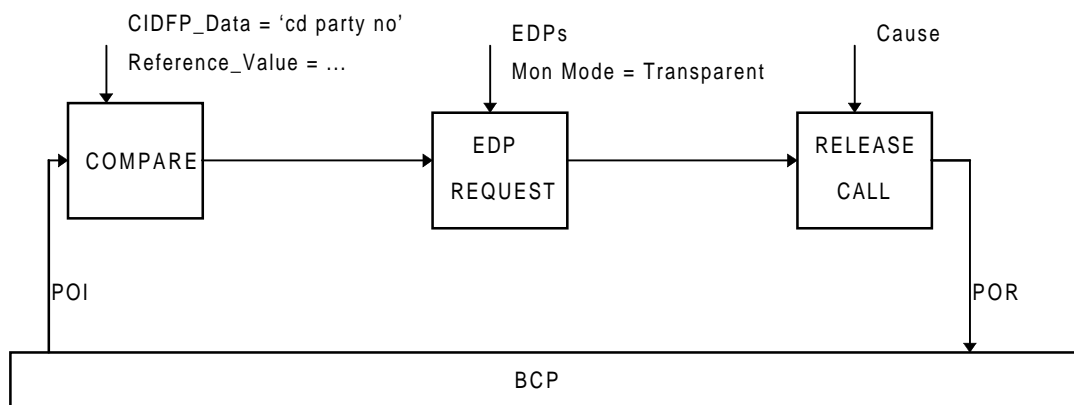 CIDFP_Data = ‘cd party no’
Reference_Value = ...
EDPs
Mon Mode = Transparent
Cause
COMPARE
EDP
REQUEST
RELEASE
CALL
POI
POR
BCP